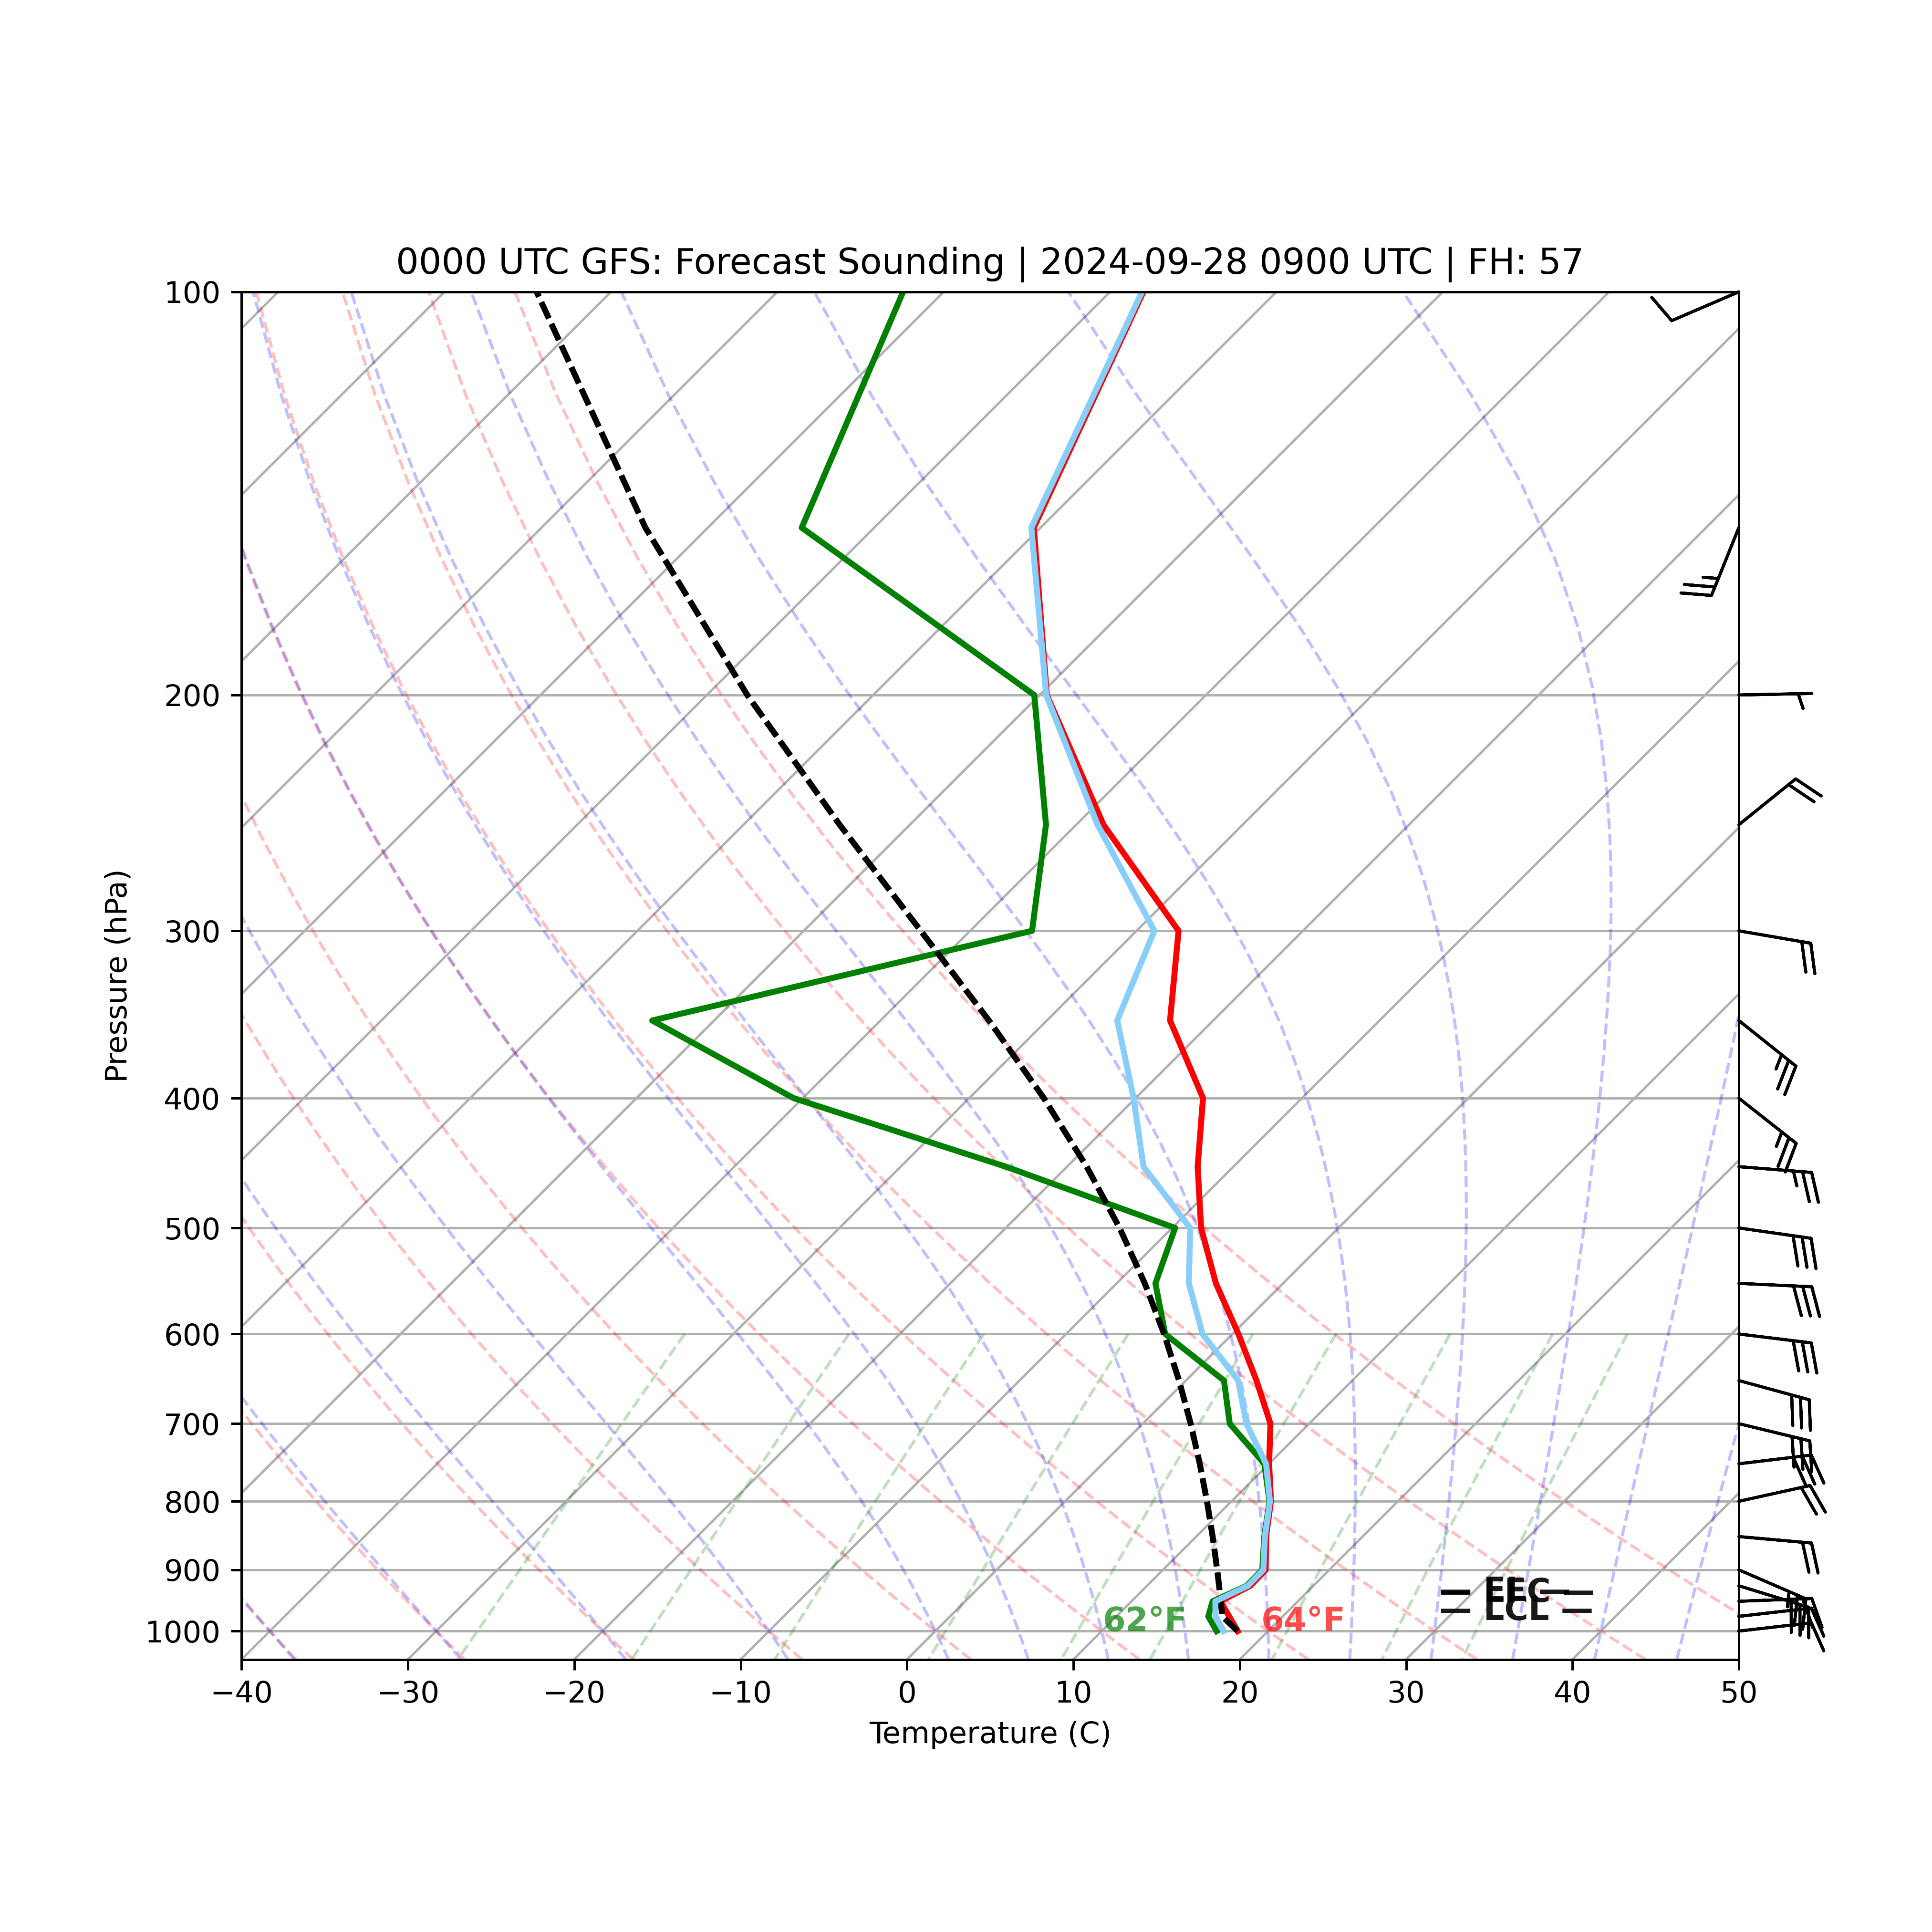 0000 UTC GFS: Forecast Sounding | 2024-09-28 0900 UTC | FH: 57
100
200
300
400
500
600
700
800
900
1000
Pressure (hPa)
62°F
64°F
LCL
−40 −30 −20 −10 0 10 20 30 40 50
Temperature (C)